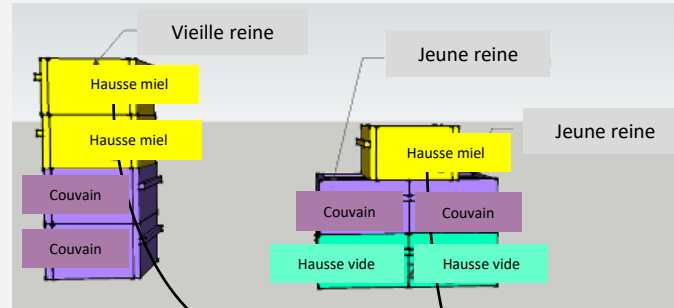 Vieille reine
Hausse miel
Hausse miel
Couvain
Couvain
Jeune reine
Jeune reine
Hausse miel
Couvain
Couvain
Hausse vide
Hausse vide